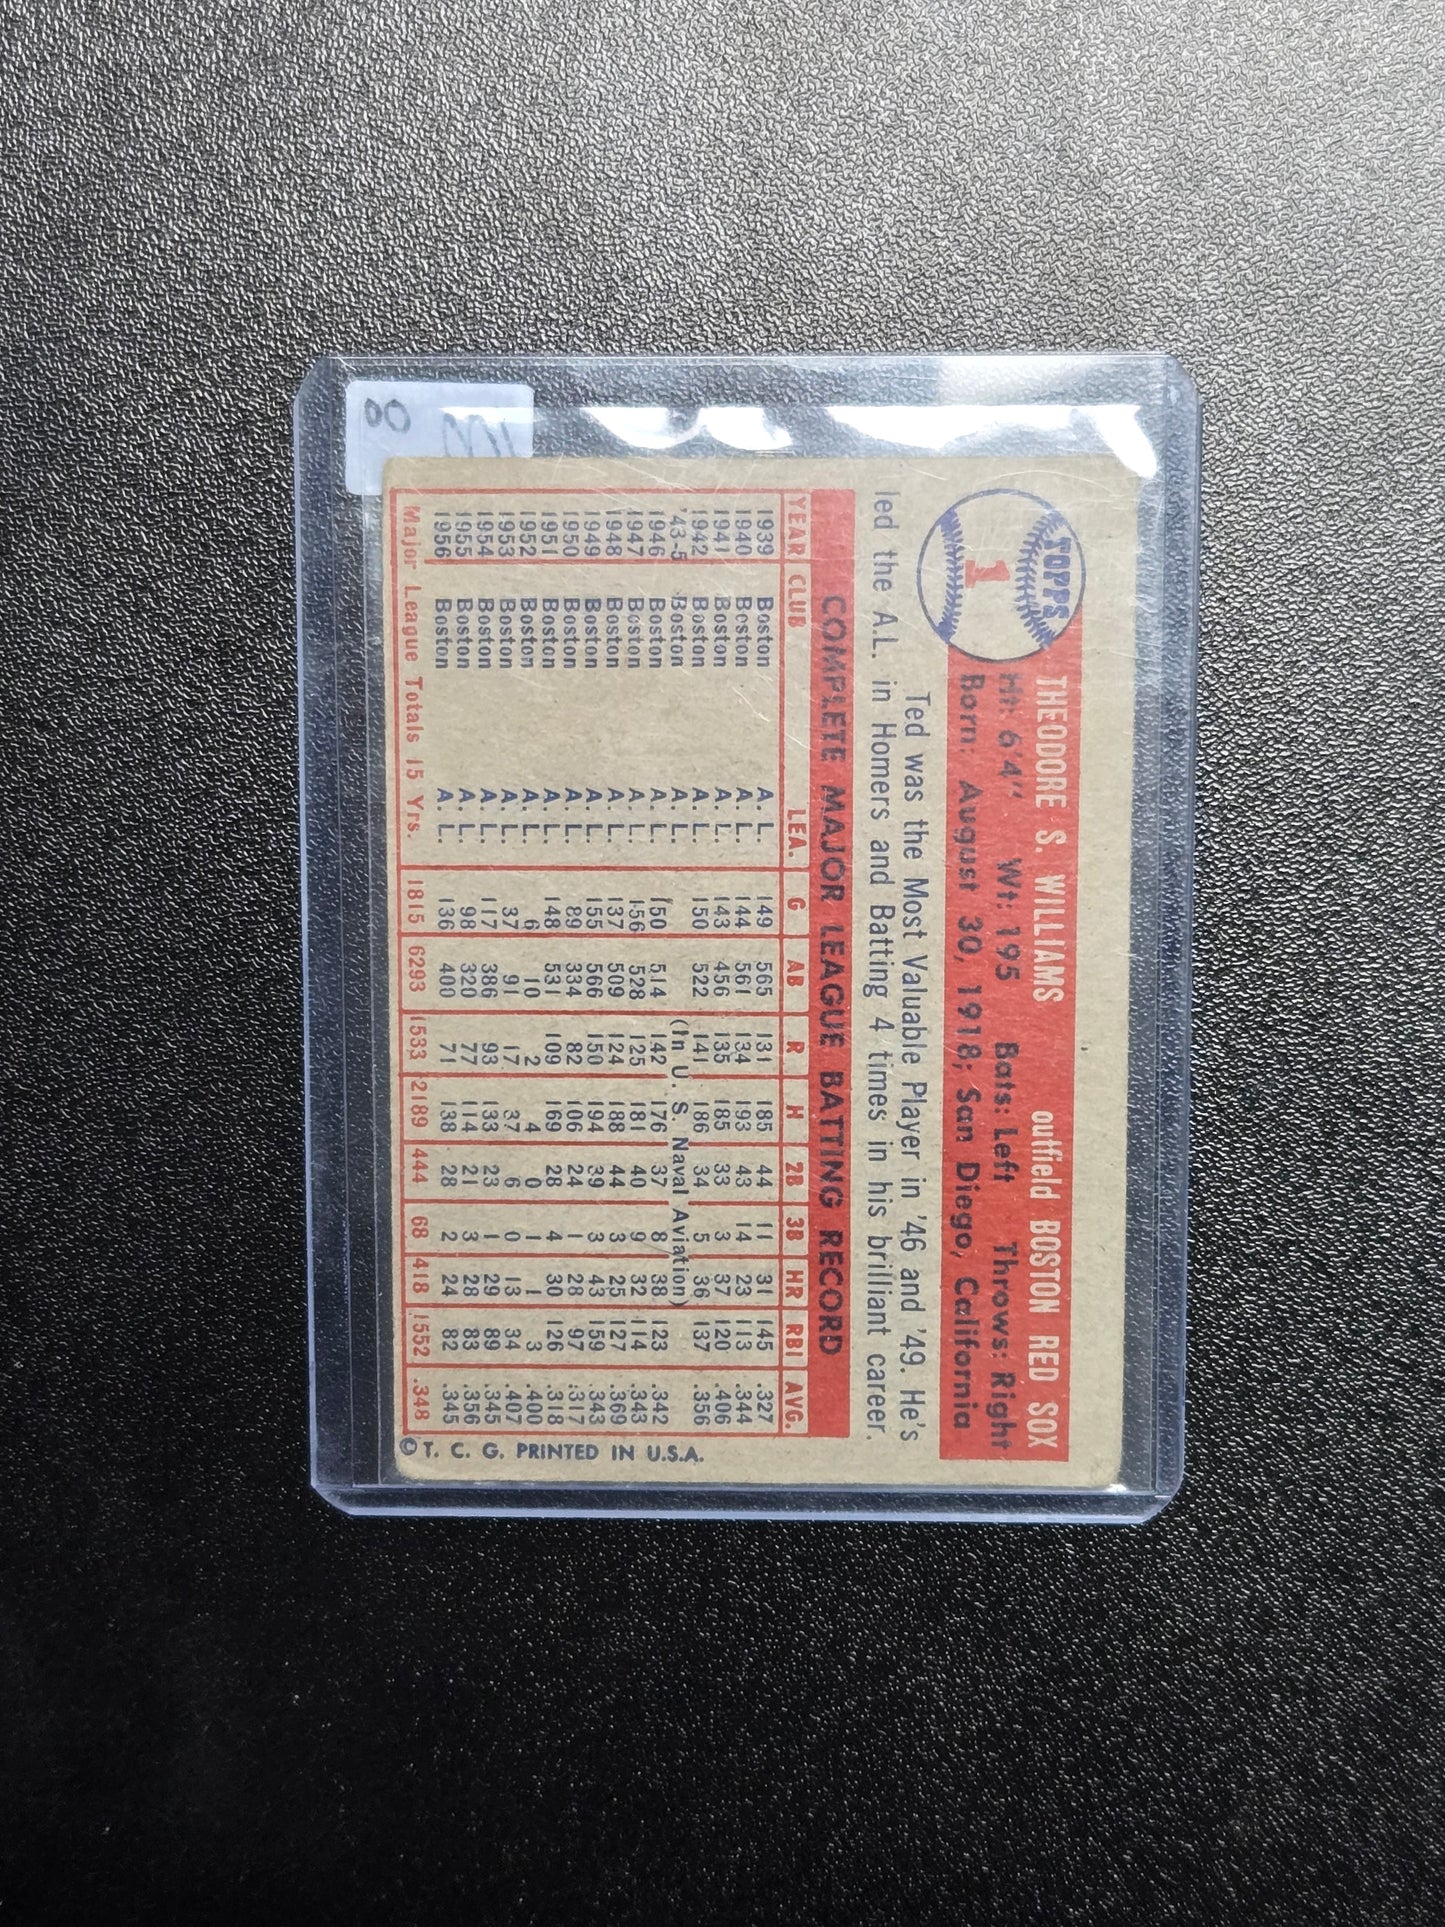 TOPPS
1
THEODORE S. WILLIAMS outfield BOSTON RED SOX
Ht: 6'4" Wt: 195 Bats: Left Throws: Right
Born: August 30, 1918; San Diego, California
Ted was the Most Valuable Player in '46 and '49. He's
led the A.L. in Homers and Batting 4 times in his brilliant career.
COMPLETE MAJOR LEAGUE BATTING RECORD
YEAR CLUB LEA. G AB R H 2B 3B HR RBI AVG.
1939 Boston A. L. 149 565 131 185 44 11 31 145 .327
1940 Boston A. L. 144 561 134 193 43 14 23 113 .344
1941 Boston A. L. 143 456 135 185 33 3 37 120 .406
1942 Boston A. L. 150 522 141 186 34 5 36 137 .356
'43-5 Boston A. L. (In U. S. Naval Aviation)
1946 Boston A. L. 150 514 142 176 37 8 38 123 .342
1947 Boston A. L. 156 528 125 181 40 9 32 114 .343
1948 Boston A. L. 137 509 124 188 44 3 25 127 .369
1949 Boston A. L. 155 566 150 194 39 3 43 159 .343
1950 Boston A. L. 89 334 82 106 24 1 28 97 .317
1951 Boston A. L. 148 531 109 169 28 4 30 126 .318
1952 Boston A. L. 6 10 2 4 0 1 1 3 .400
1953 Boston A. L. 37 91 17 37 6 0 13 34 .407
1954 Boston A. L. 117 386 93 133 23 1 29 89 .345
1955 Boston A. L. 98 320 77 114 21 3 28 83 .356
1956 Boston A. L. 136 400 71 138 28 2 24 82 .345
Major League Totals 15 Yrs. 1815 6293 1533 2189 444 68 418 1552 .348
© T. C. G. PRINTED IN U.S.A.